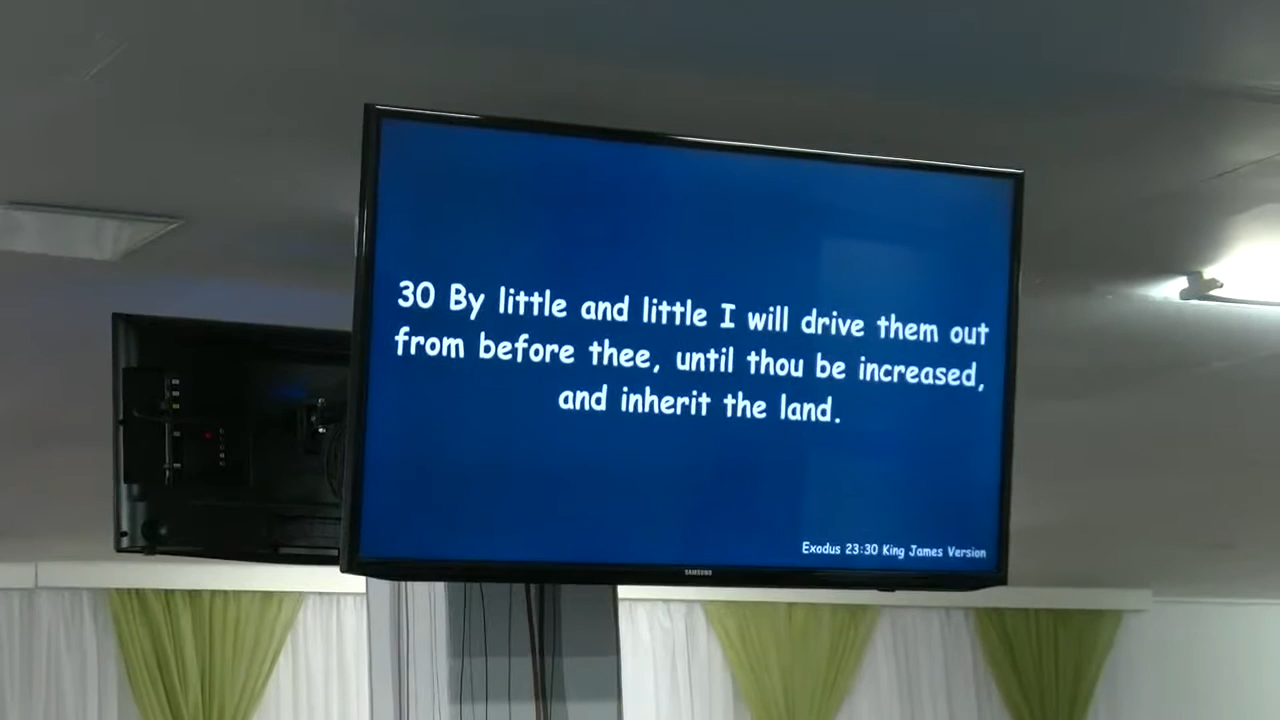 30 By little and little I will drive them out
from before thee, until thou be increased,
and inherit the land.
Exodus 23:30 King James Version
SAMSUNG